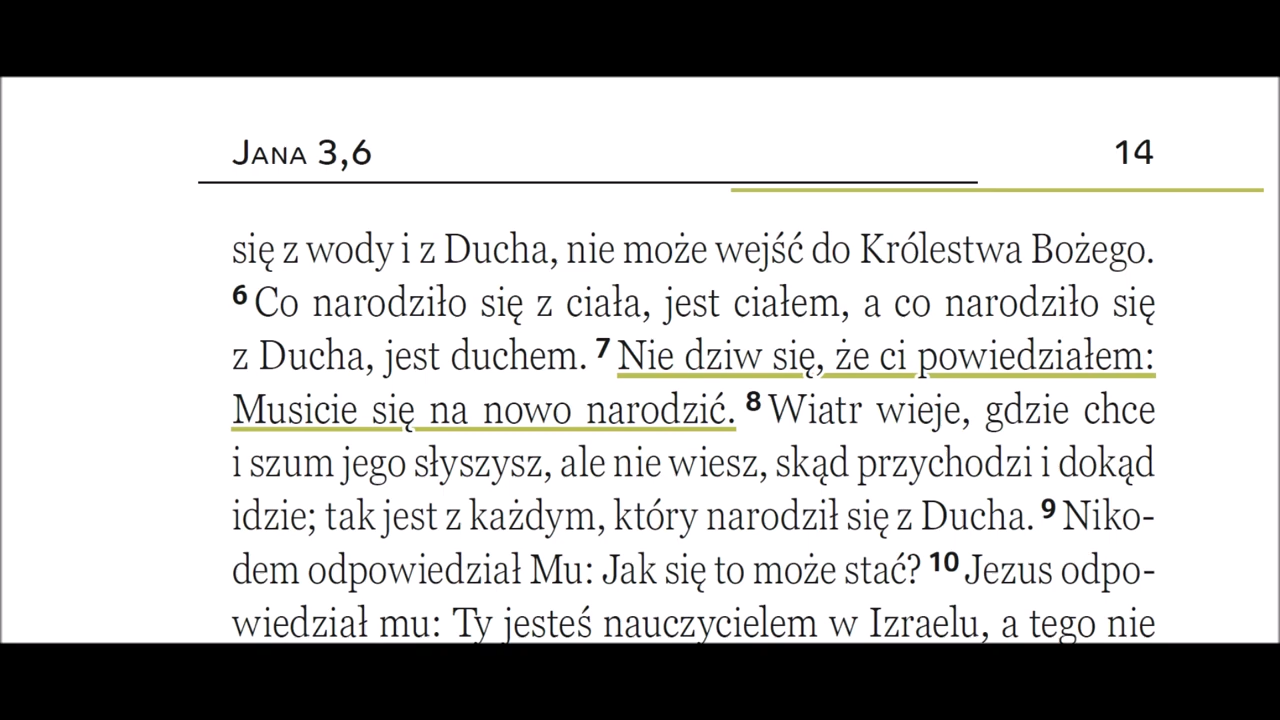 Jana 3,6 14
się z wody i z Ducha, nie może wejść do Królestwa Bożego.
6 Co narodziło się z ciała, jest ciałem, a co narodziło się
z Ducha, jest duchem. 7 Nie dziw się, że ci powiedziałem:
Musicie się na nowo narodzić. 8 Wiatr wieje, gdzie chce
i szum jego słyszysz, ale nie wiesz, skąd przychodzi i dokąd
idzie; tak jest z każdym, który narodził się z Ducha. 9 Niko-
dem odpowiedział Mu: Jak się to może stać? 10 Jezus odpo-
wiedział mu: Ty jesteś nauczycielem w Izraelu, a tego nie